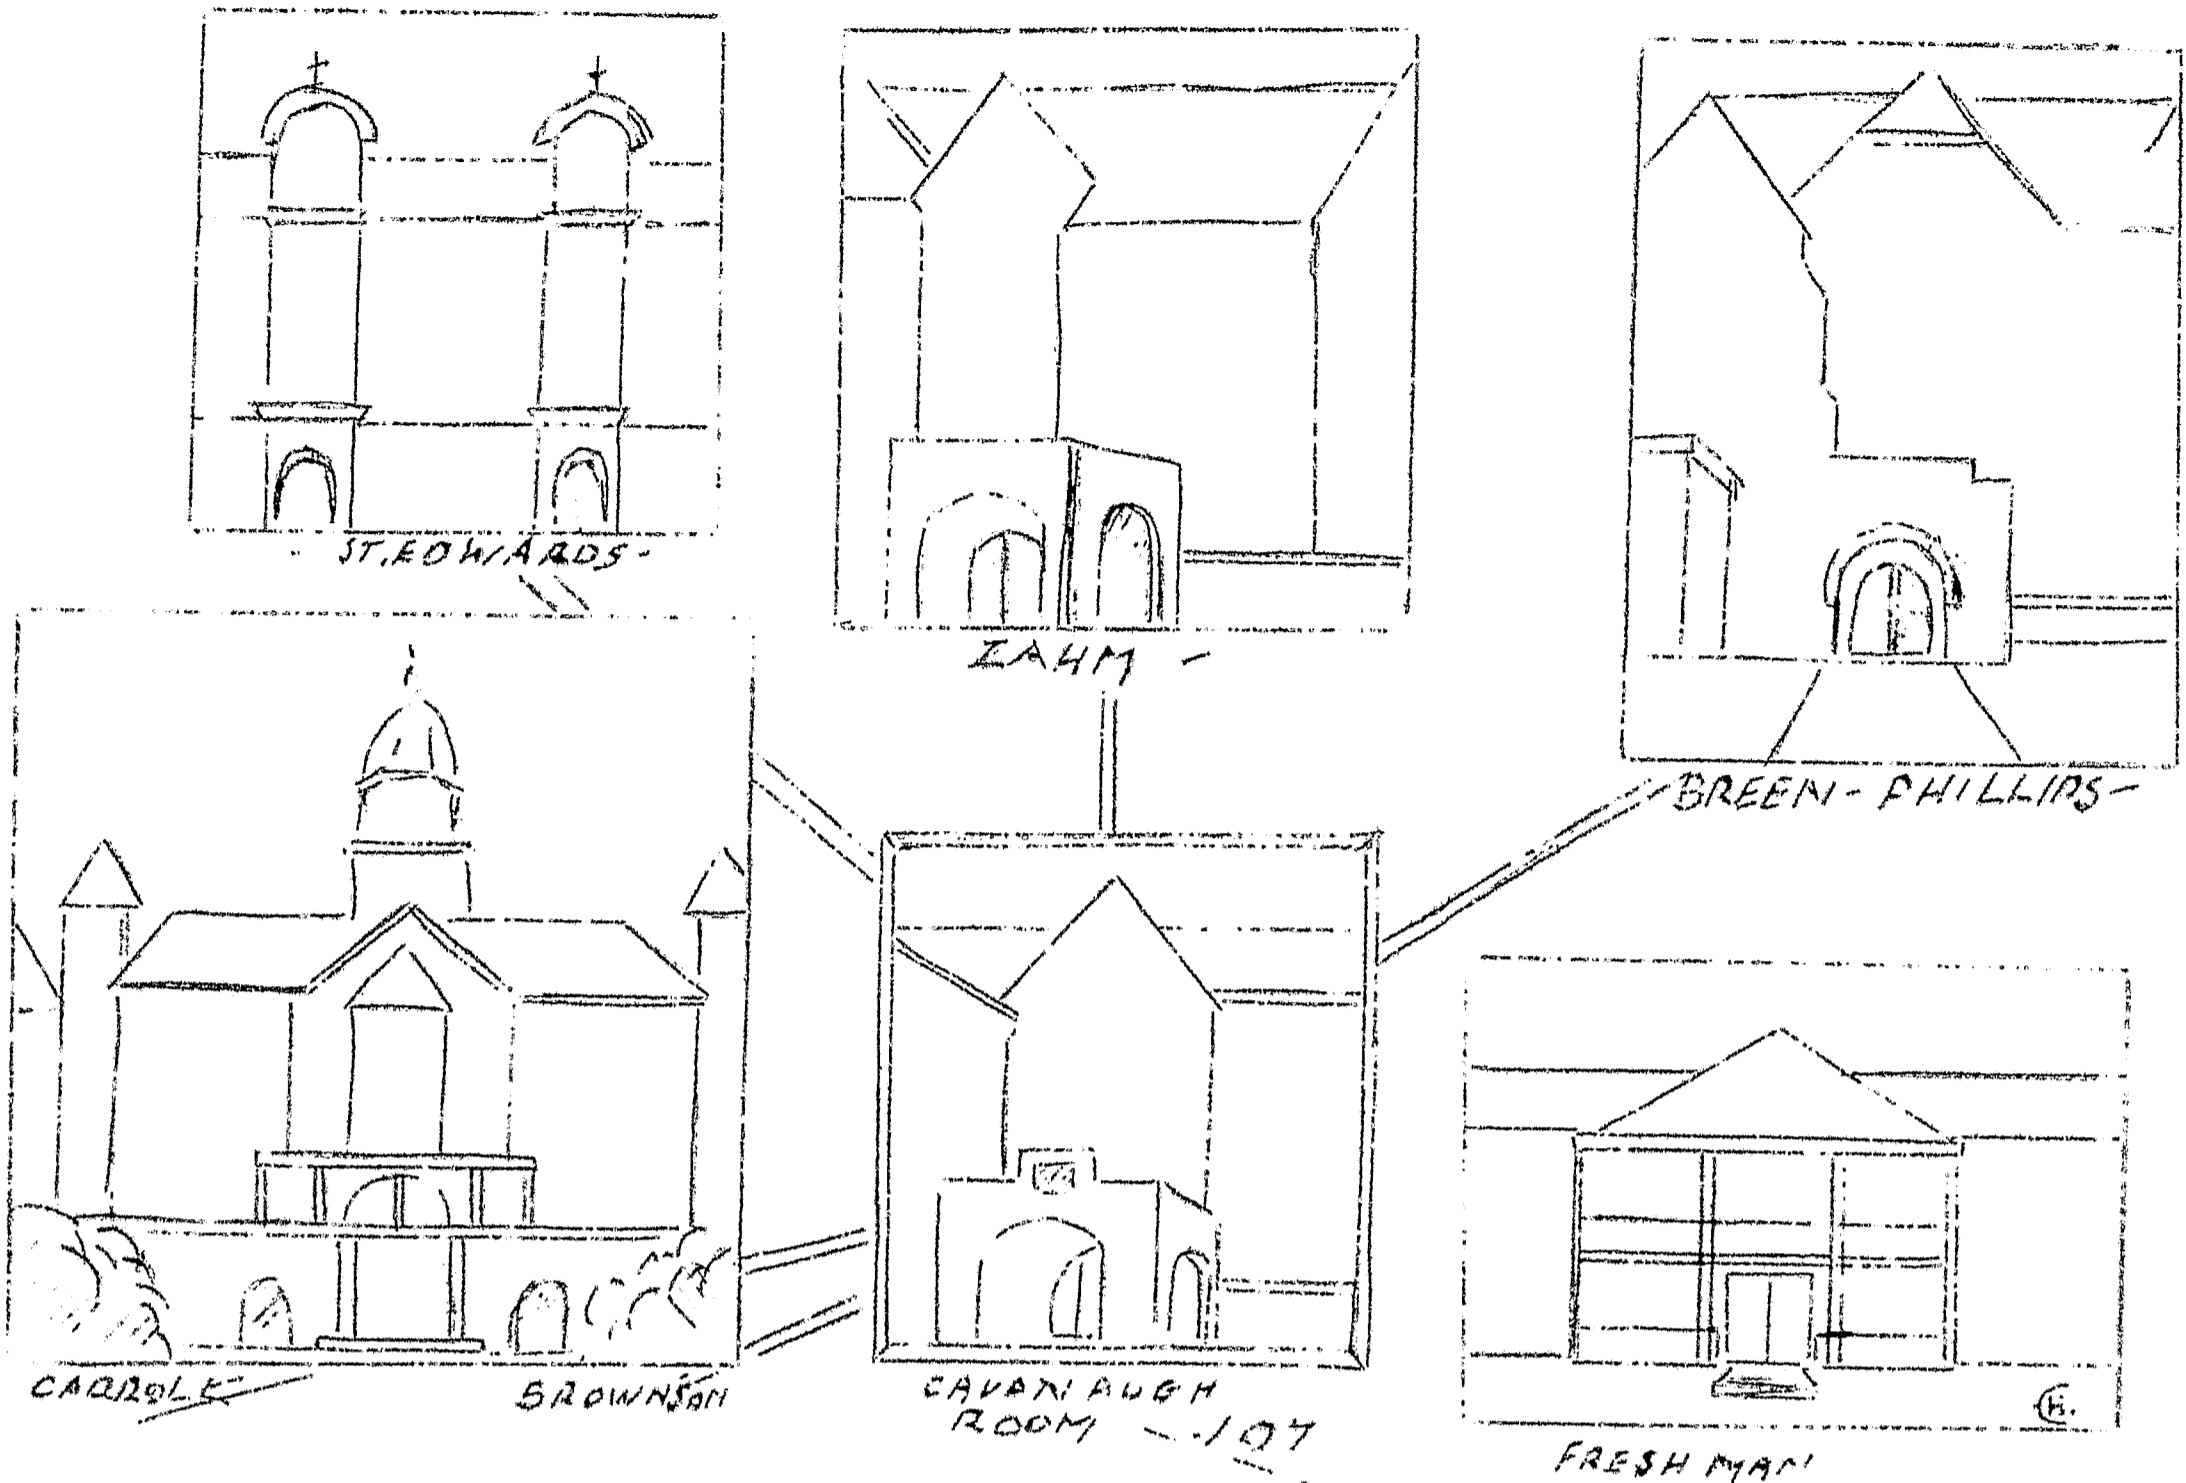 - ST. EDWARDS -
ZAHM -
BREEN - PHILLIPS -
CARROLL BROWNSON
CAVANAUGH
ROOM - 107
FRESHMAN